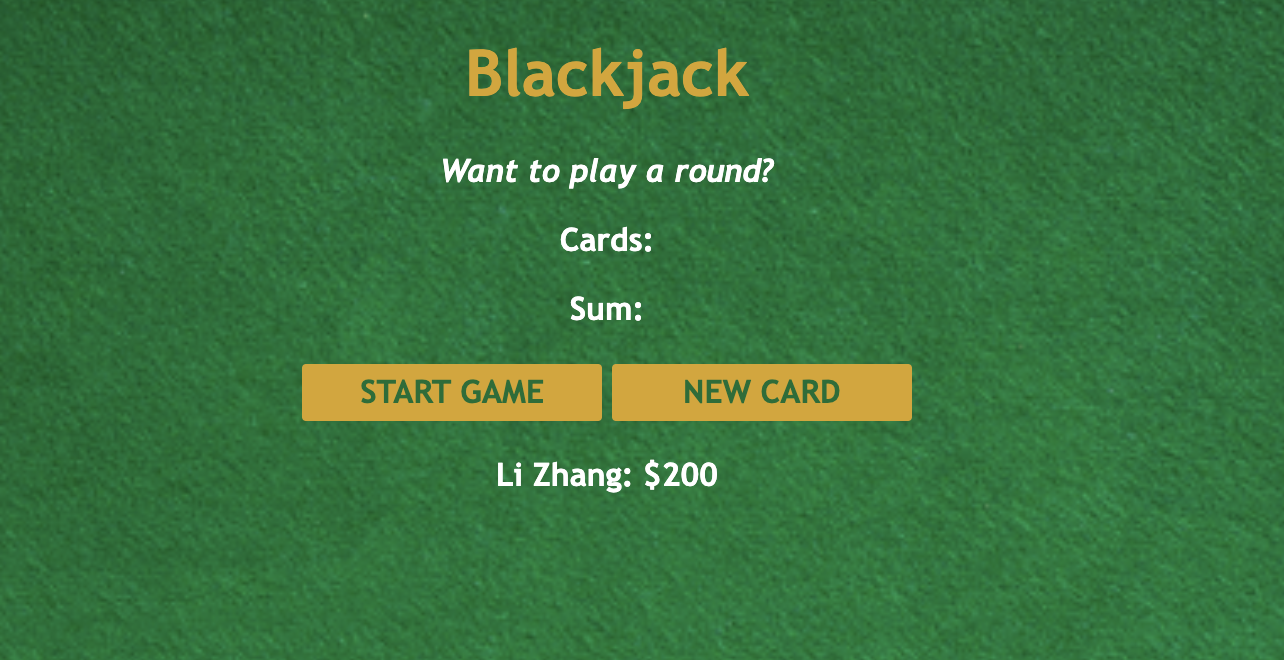 Blackjack
Want to play a round?
Cards:
Sum:
START GAME NEW CARD
Li Zhang: $200